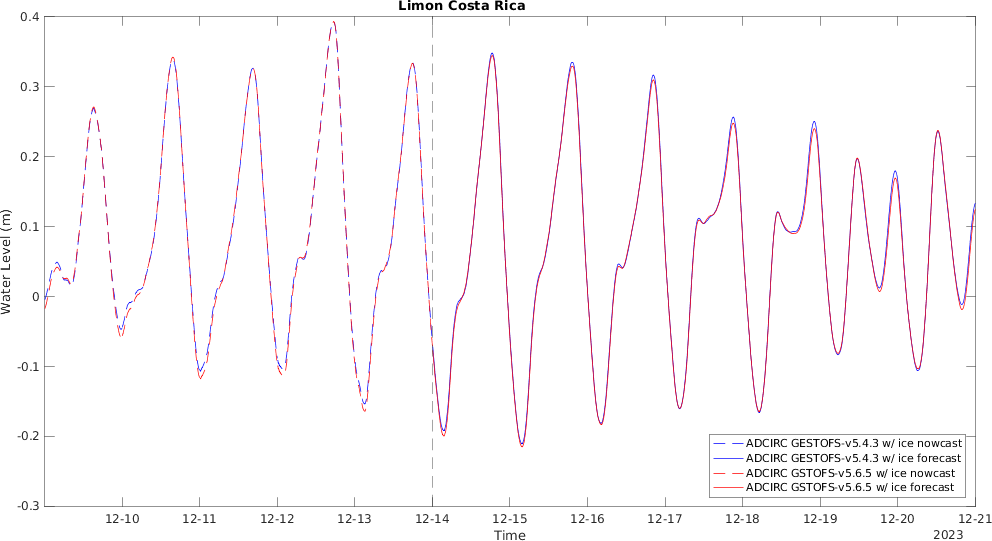 Limon Costa Rica
0.4
0.3
0.2
0.1
0
-0.1
-0.2
-0.3
Water Level (m)
ADCIRC GESTOFS-v5.4.3 w/ ice nowcast
ADCIRC GESTOFS-v5.4.3 w/ ice forecast
ADCIRC GSTOFS-v5.6.5 w/ ice nowcast
ADCIRC GSTOFS-v5.6.5 w/ ice forecast
12-10 12-11 12-12 12-13 12-14 12-15 12-16 12-17 12-18 12-19 12-20 12-21
Time
2023